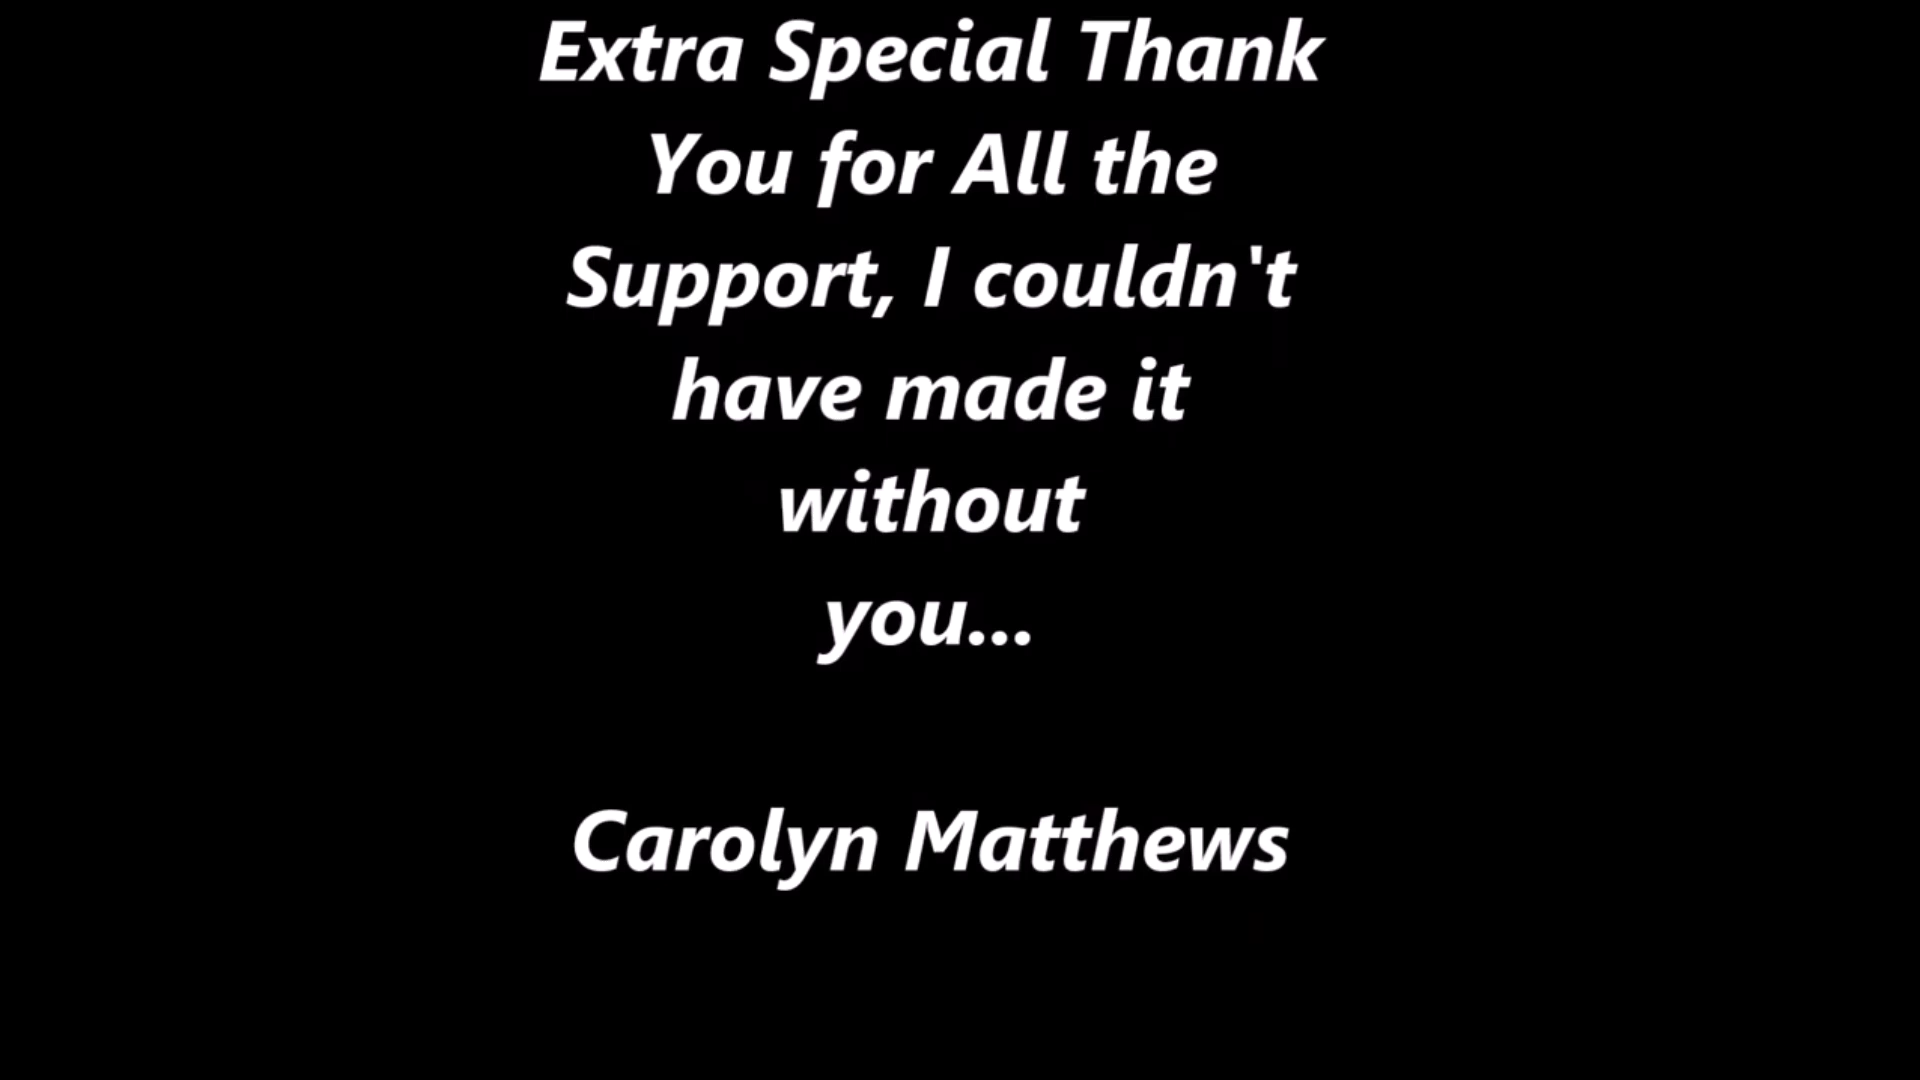 Extra Special Thank
You for All the
Support, I couldn't
have made it
without
you...
Carolyn Matthews